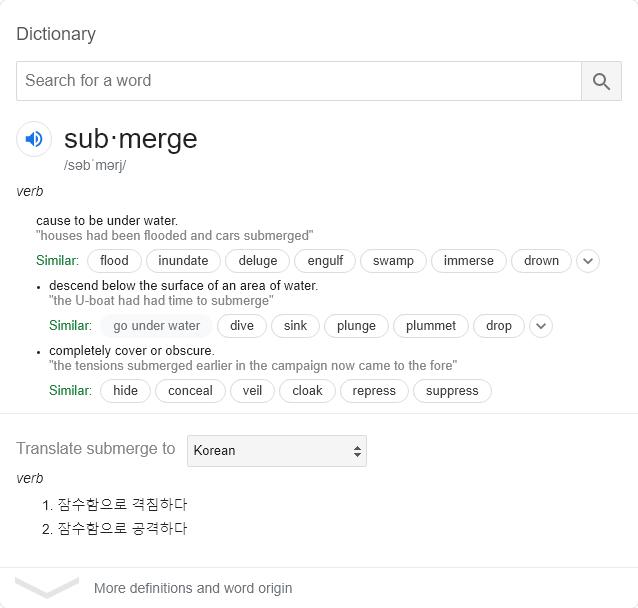 Dictionary
Search for a word
sub·merge
/səbˈmərj/
verb
cause to be under water.
"houses had been flooded and cars submerged"
Similar: flood inundate deluge engulf swamp immerse drown
• descend below the surface of an area of water.
"the U-boat had had time to submerge"
Similar: go under water dive sink plunge plummet drop
• completely cover or obscure.
"the tensions submerged earlier in the campaign now came to the fore"
Similar: hide conceal veil cloak repress suppress
Translate submerge to Korean
verb
1. 잠수함으로 격침하다
2. 잠수함으로 공격하다
More definitions and word origin